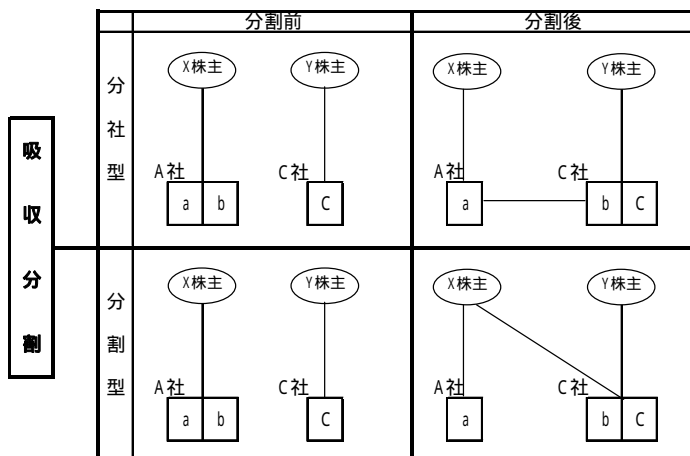 分割前 分割後
吸収分割
分社型
X株主 Y株主 X株主 Y株主
A社 C社 A社 C社
a b C a b C
分割型
X株主 Y株主 X株主 Y株主
A社 C社 A社 C社
a b C a b C